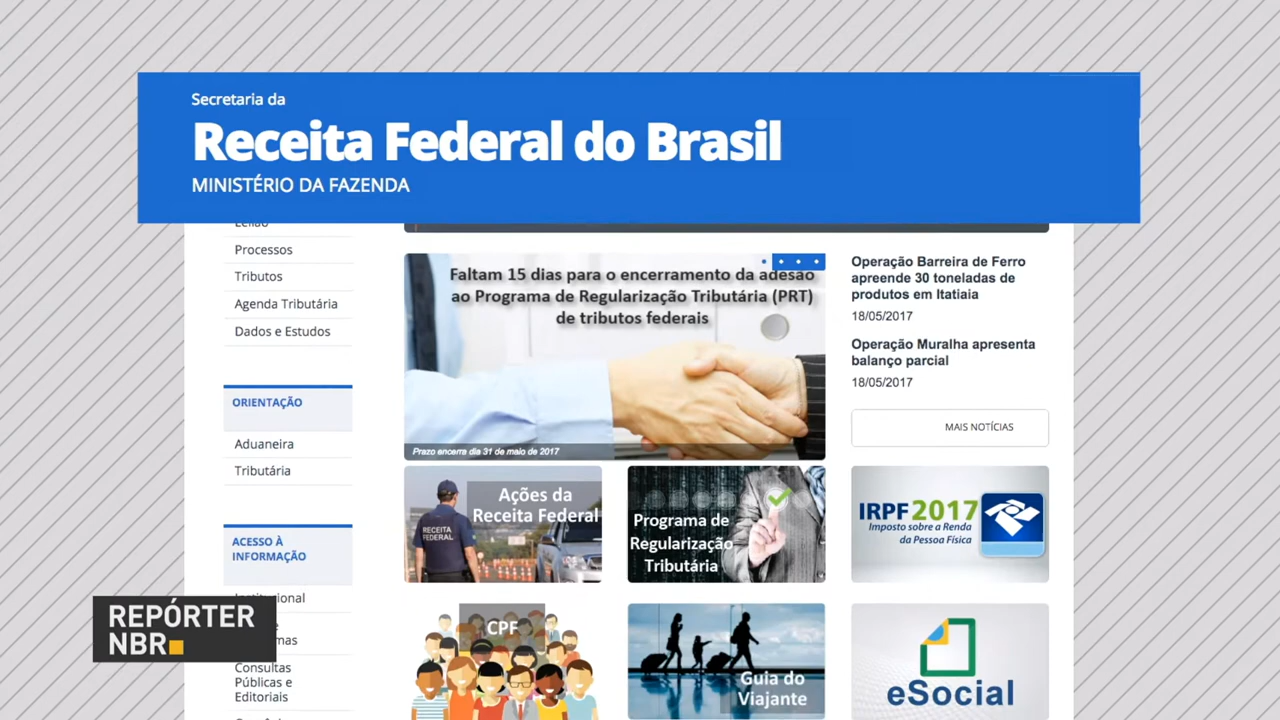 Secretaria da
Receita Federal do Brasil
MINISTÉRIO DA FAZENDA
Leilão
Processos
Tributos
Agenda Tributária
Dados e Estudos
ORIENTAÇÃO
Aduaneira
Tributária
ACESSO À
INFORMAÇÃO
Consultas
Públicas e
Editoriais
Faltam 15 dias para o encerramento da adesão
ao Programa de Regularização Tributária (PRT)
de tributos federais
Prazo encerra dia 31 de maio de 2017
Operação Barreira de Ferro
apreende 30 toneladas de
produtos em Itatiaia
18/05/2017
Operação Muralha apresenta
balanço parcial
18/05/2017
MAIS NOTÍCIAS
RECEITA
FEDERAL
Ações da
Receita Federal
Programa de
Regularização
Tributária
IRPF 2017
Imposto sobre a Renda
da Pessoa Física
CPF
Guia do
Viajante
eSocial
REPÓRTER
NBR